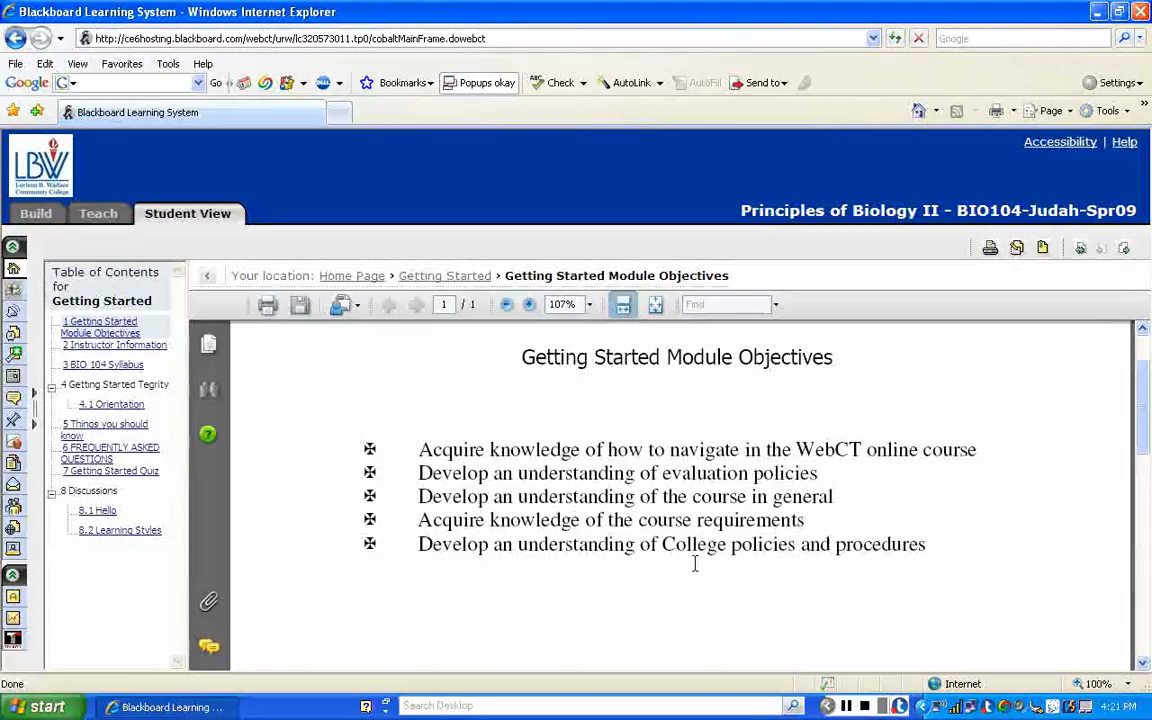 Blackboard Learning System - Windows Internet Explorer
http://ce6hosting.blackboard.com/webct/urw/lc320573011.tp0/cobaltMainFrame.dowebct
Google
File Edit View Favorites Tools Help
Google G Go Bookmarks Popups okay Check AutoLink AutoFill Send to Settings
Blackboard Learning System Page Tools
LBW
Lurleen B. Wallace
Community College
Accessibility | Help
Build Teach Student View
Principles of Biology II - BIO104-Judah-Spr09
Table of Contents
for
Getting Started
Your location: Home Page › Getting Started › Getting Started Module Objectives
1 / 1 107% Find
1 Getting Started
Module Objectives
2 Instructor Information
3 BIO 104 Syllabus
4 Getting Started Tegrity
4.1 Orientation
5 Things you should
know
6 FREQUENTLY ASKED
QUESTIONS
7 Getting Started Quiz
8 Discussions
8.1 Hello
8.2 Learning Styles
Getting Started Module Objectives
Acquire knowledge of how to navigate in the WebCT online course
Develop an understanding of evaluation policies
Develop an understanding of the course in general
Acquire knowledge of the course requirements
Develop an understanding of College policies and procedures
Done Internet 100%
start Blackboard Learning ... Search Desktop 4:21 PM